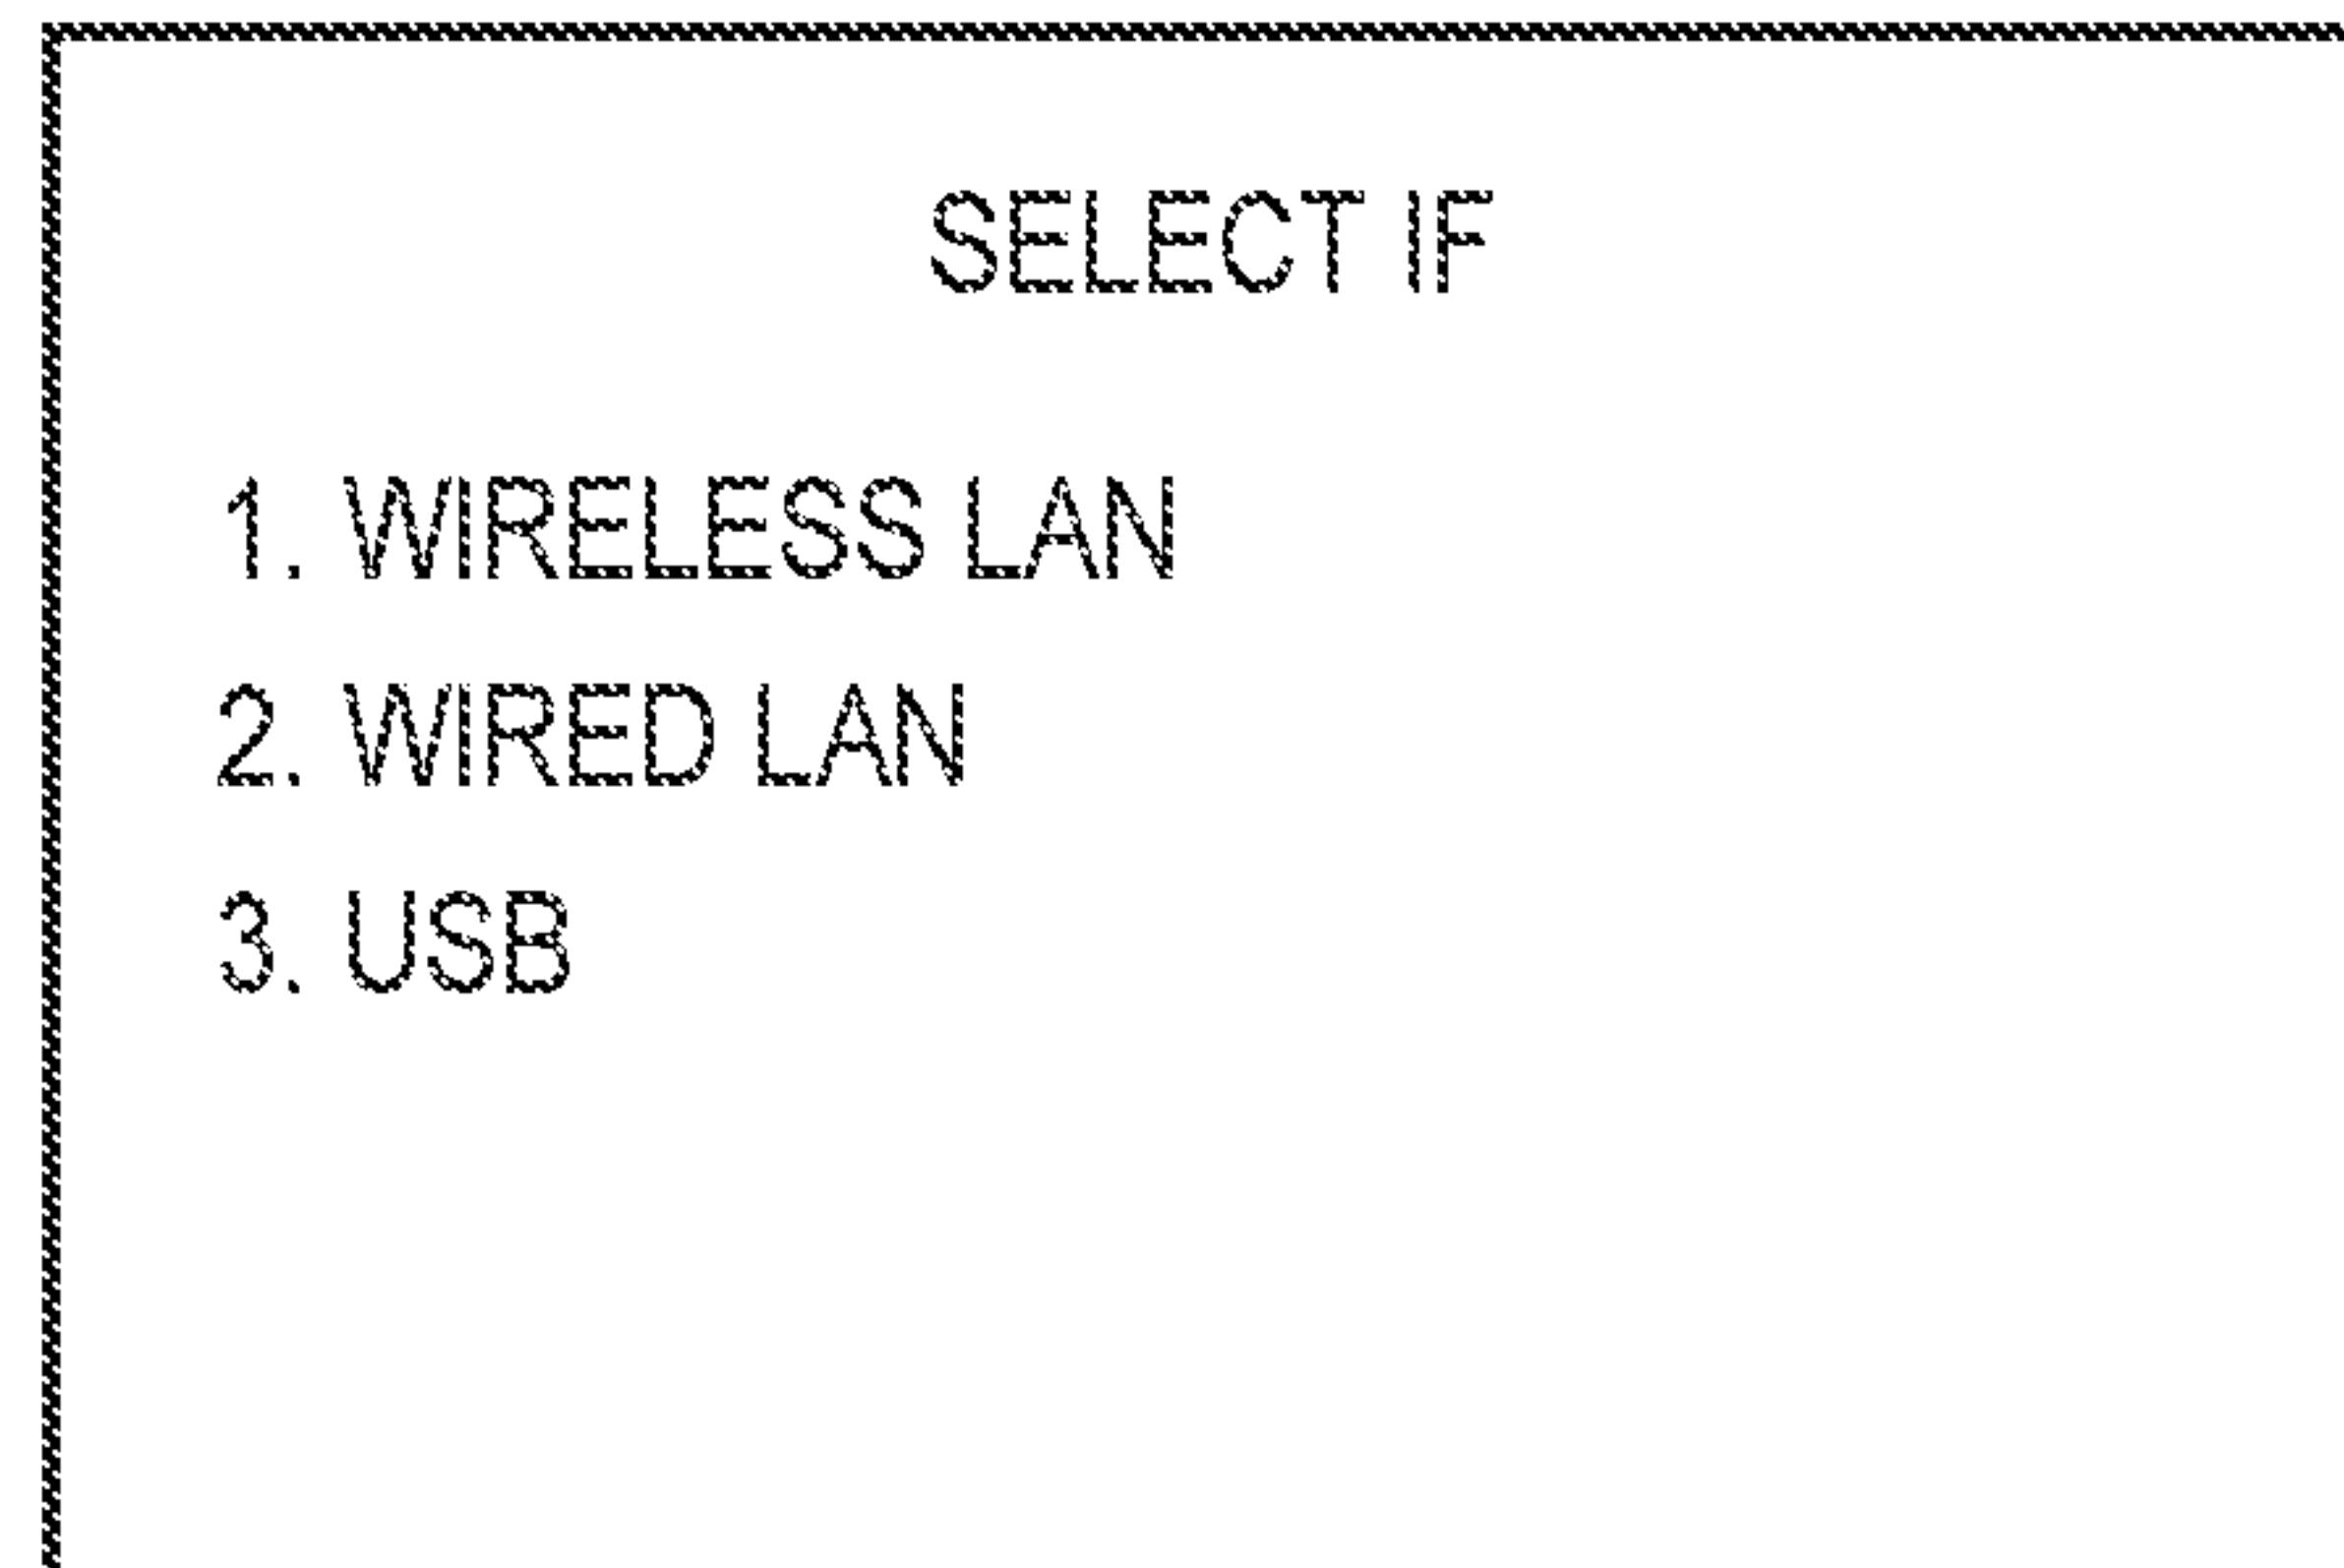 SELECT IF
1. WIRELESS LAN
2. WIRED LAN
3. USB